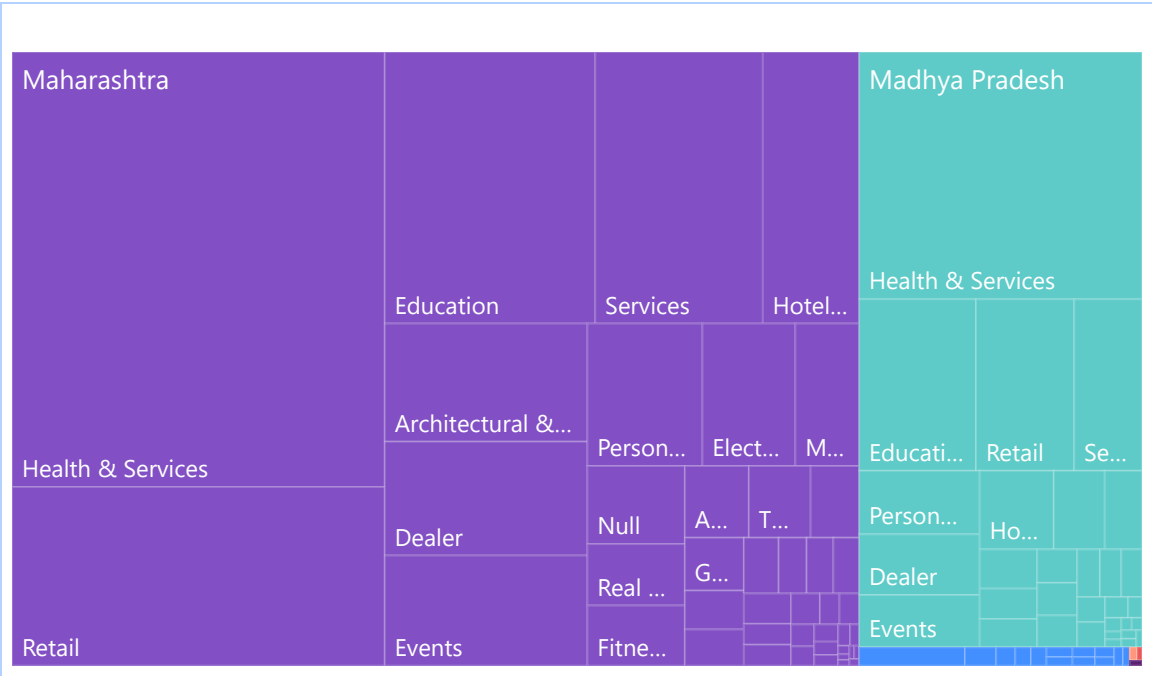 Maharashtra
Health & Services
Retail
Education
Services
Hotel...
Architectural &...
Dealer
Events
Person...
Elect...
M...
Null
Real ...
Fitne...
A...
T...
G...
Madhya Pradesh
Health & Services
Educati...
Retail
Se...
Person...
Dealer
Events
Ho...